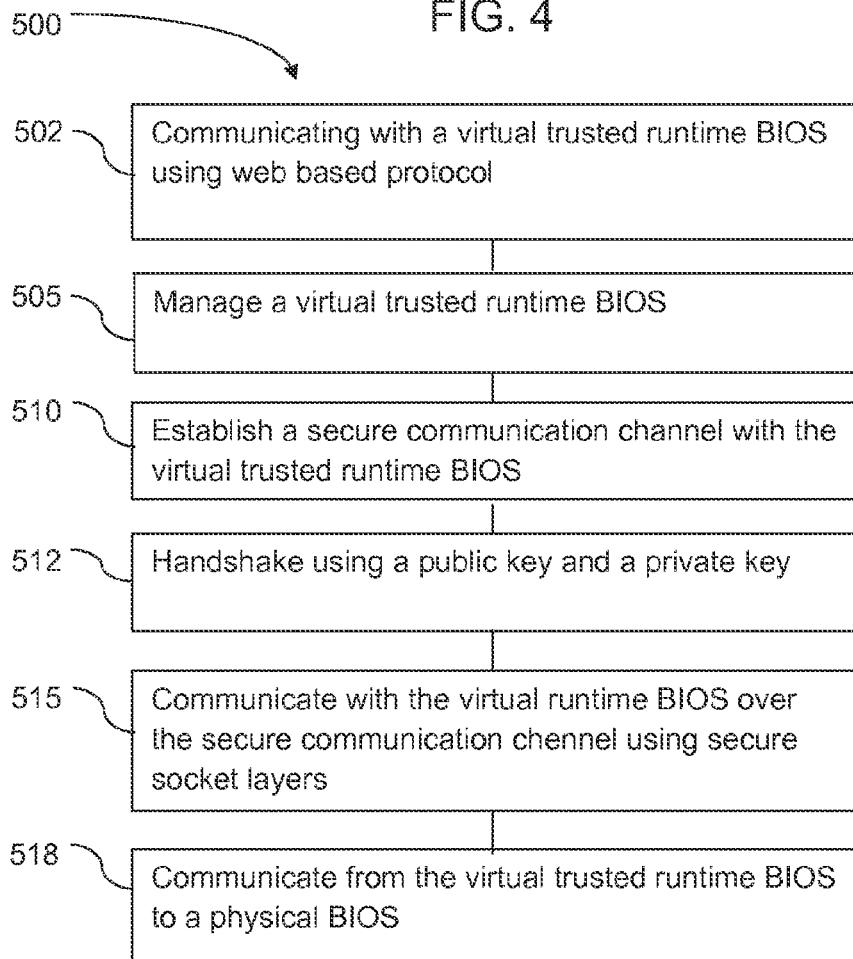 FIG. 4
500
502
Communicating with a virtual trusted runtime BIOS
using web based protocol
505
Manage a virtual trusted runtime BIOS
510
Establish a secure communication channel with the
virtual trusted runtime BIOS
512
Handshake using a public key and a private key
515
Communicate with the virtual runtime BIOS over
the secure communication chennel using secure
socket layers
518
Communicate from the virtual trusted runtime BIOS
to a physical BIOS